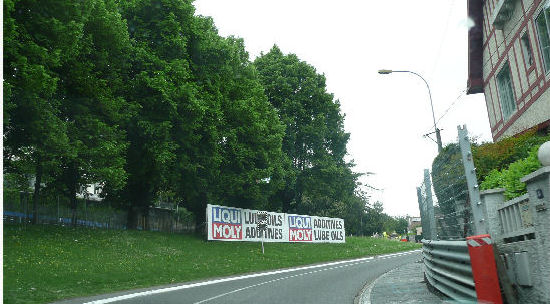 LIQUI MOLY
LUBE OILS
ADDITIVES
LIQUI MOLY
ADDITIVES
LUBE OILS